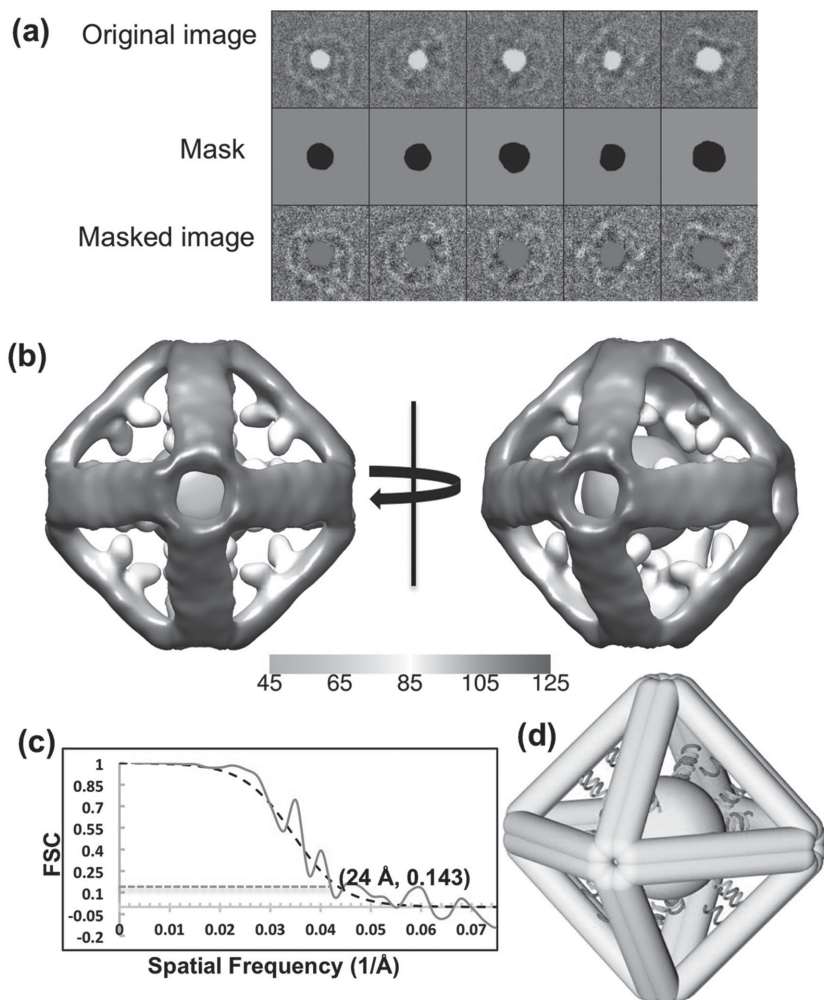 (a)
Original image
Mask
Masked image
(b)
45 65 85 105 125
(c)
1
0.85
0.7
0.55
0.4
0.25
0.1
-0.05
-0.2
FSC
(24 Å, 0.143)
0 0.01 0.02 0.03 0.04 0.05 0.06 0.07
Spatial Frequency (1/Å)
(d)